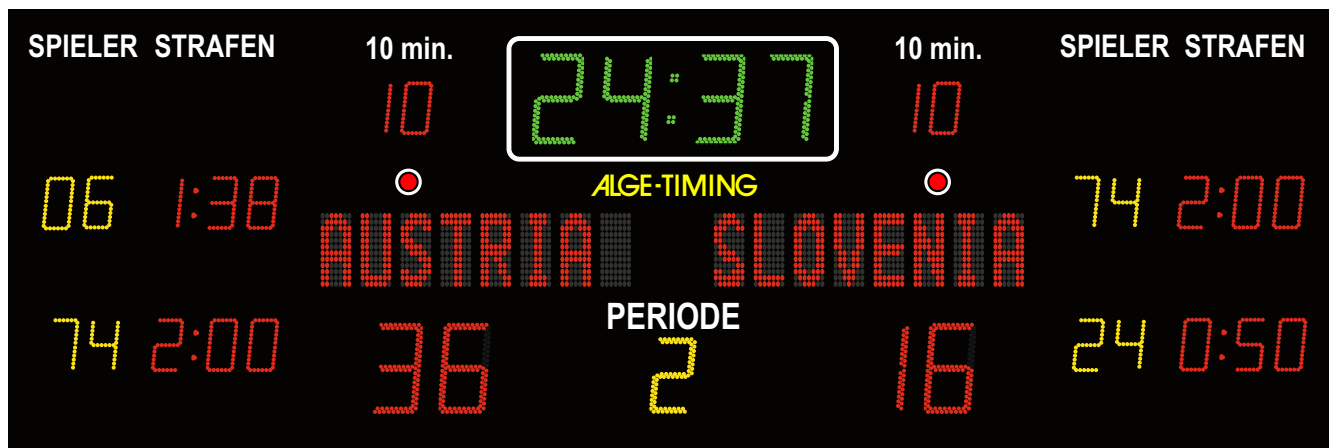 SPIELER STRAFEN 10 min. 24:37 10 min. SPIELER STRAFEN
10 10
06 1:38 ALGE-TIMING 74 2:00
AUSTRIA SLOVENIA
74 2:00 PERIODE 24 0:50
36 2 16